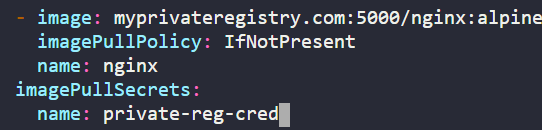 - image: myprivateregistry.com:5000/nginx:alpine
  imagePullPolicy: IfNotPresent
  name: nginx
imagePullSecrets:
  name: private-reg-cred